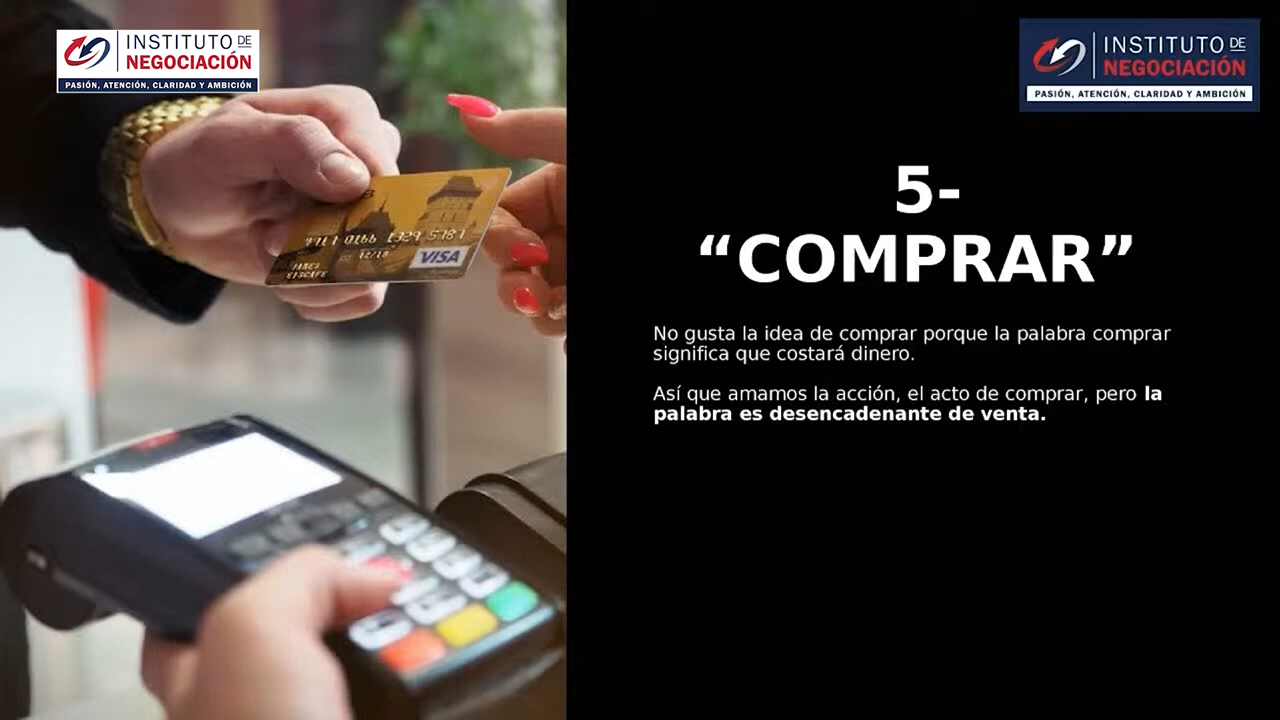 INSTITUTO DE
NEGOCIACIÓN
PASIÓN, ATENCIÓN, CLARIDAD Y AMBICIÓN
INSTITUTO DE
NEGOCIACIÓN
PASIÓN, ATENCIÓN, CLARIDAD Y AMBICIÓN
5-
“COMPRAR”
No gusta la idea de comprar porque la palabra comprar
significa que costará dinero.
Así que amamos la acción, el acto de comprar, pero la
palabra es desencadenante de venta.
VISA